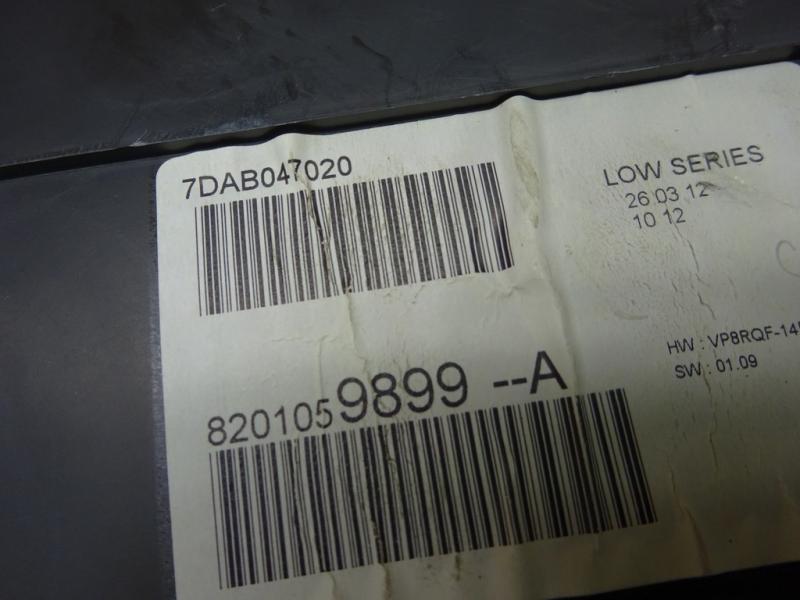 7DAB047020
LOW SERIES
26 03 12
10 12
HW : VP8RQF-14
SW : 01.09
8201059899 --A